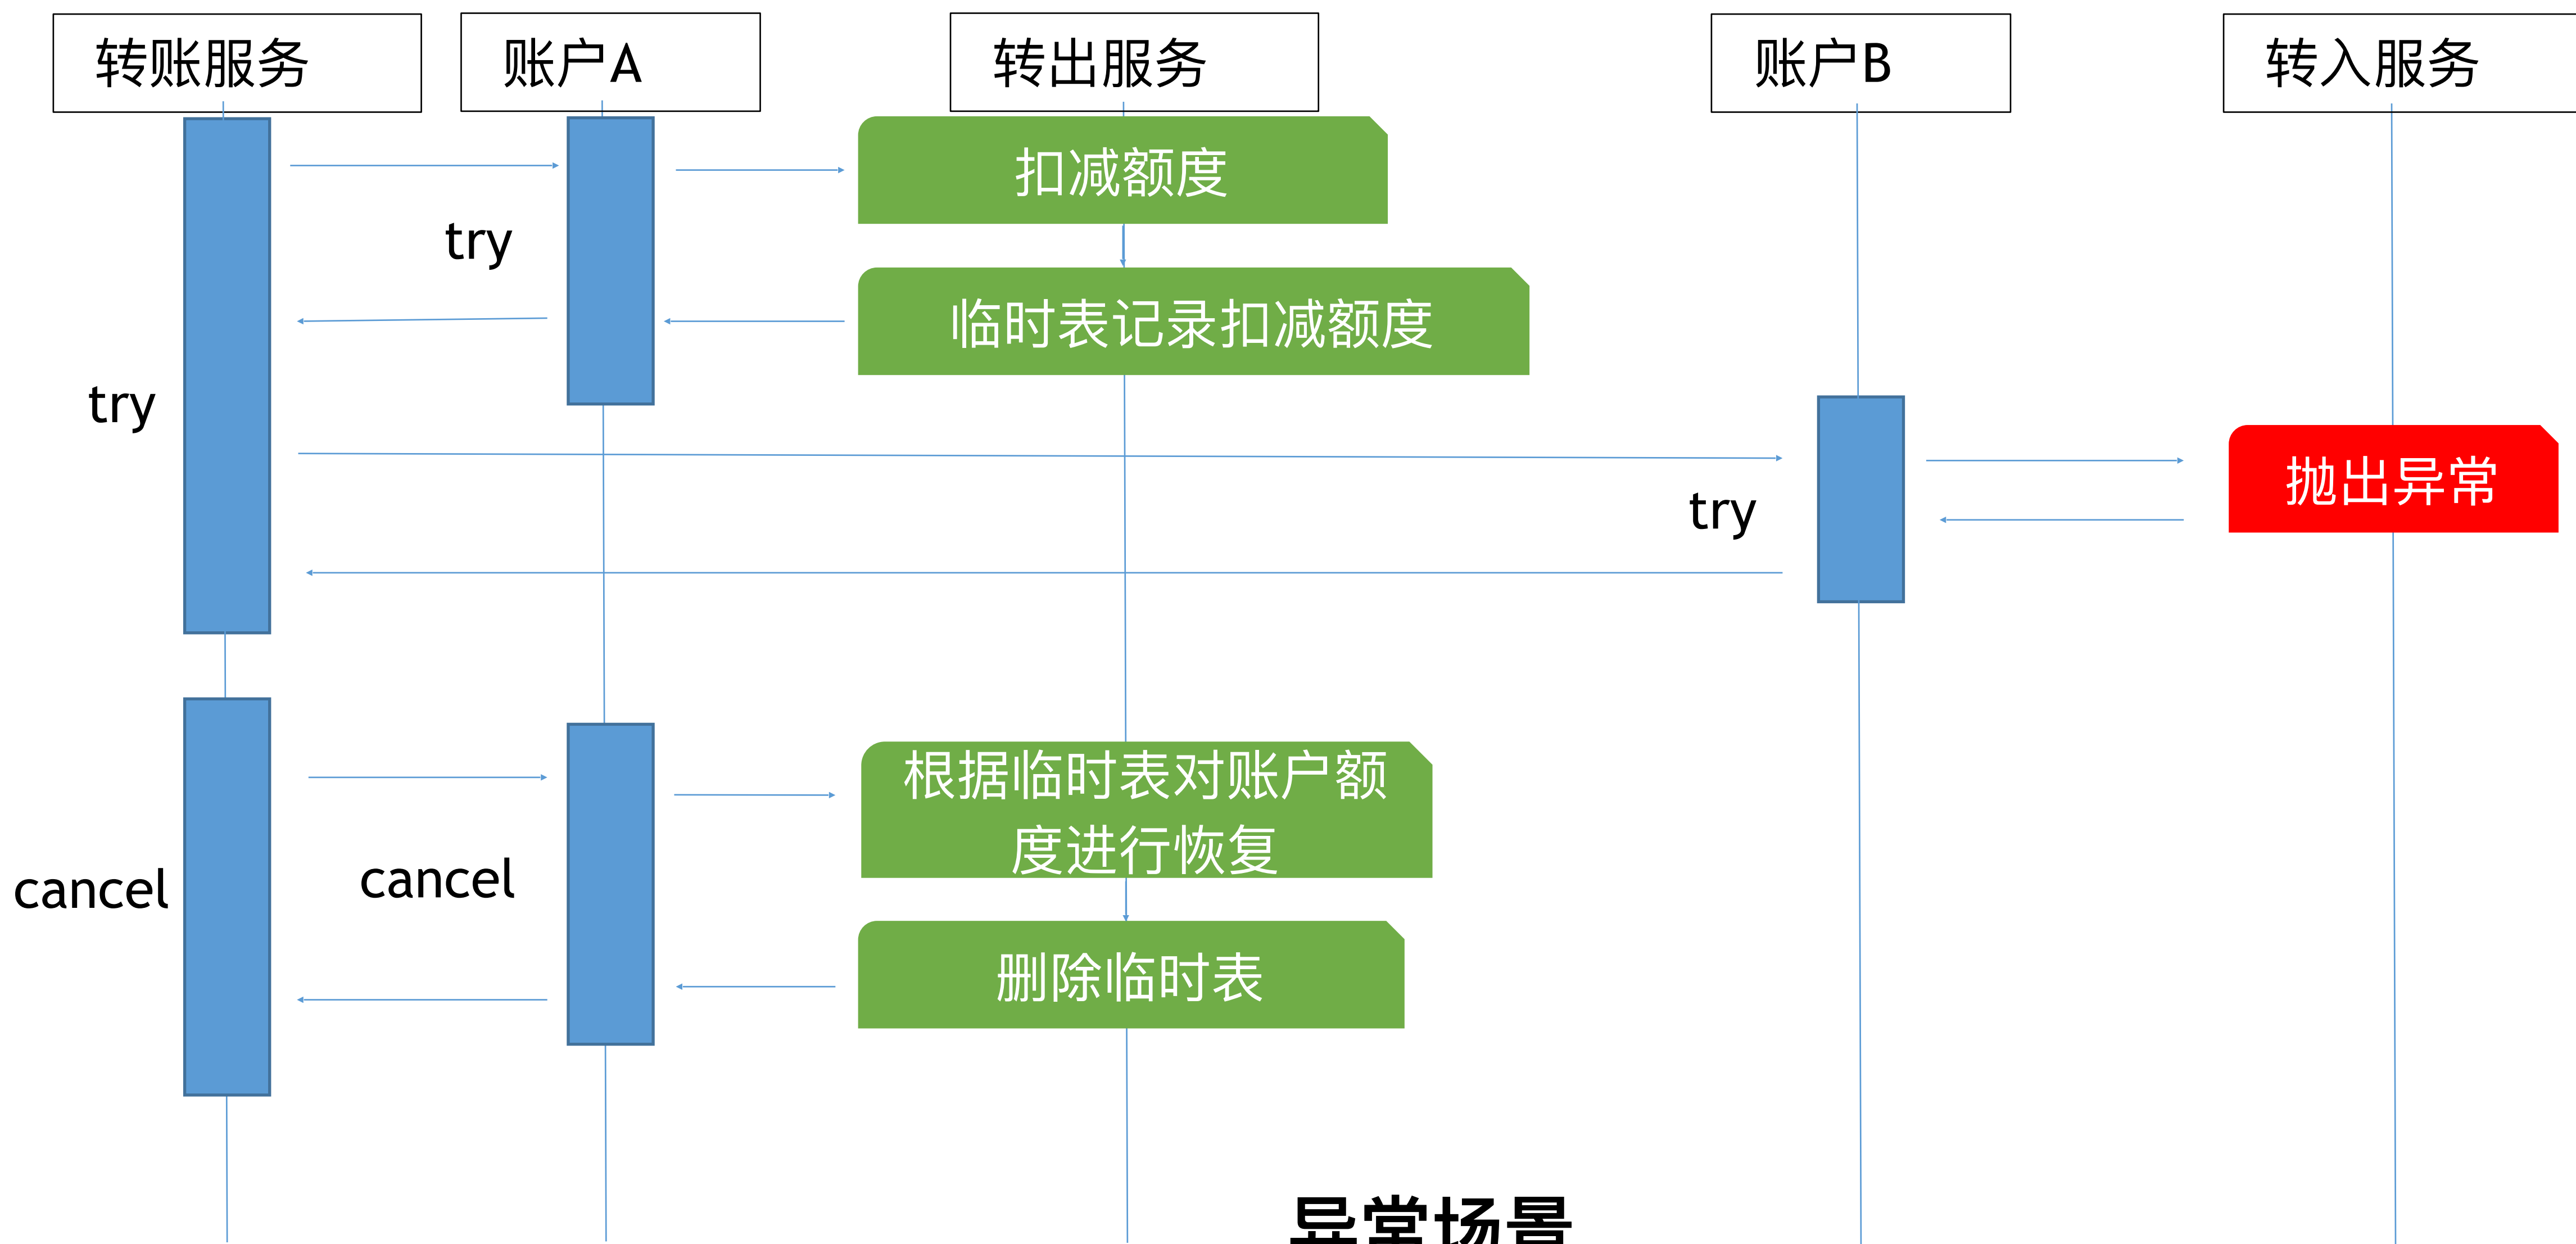 转账服务
账户A
转出服务
账户B
转入服务
扣减额度
try
临时表记录扣减额度
try
抛出异常
try
根据临时表对账户额
度进行恢复
cancel
cancel
删除临时表
异常场景